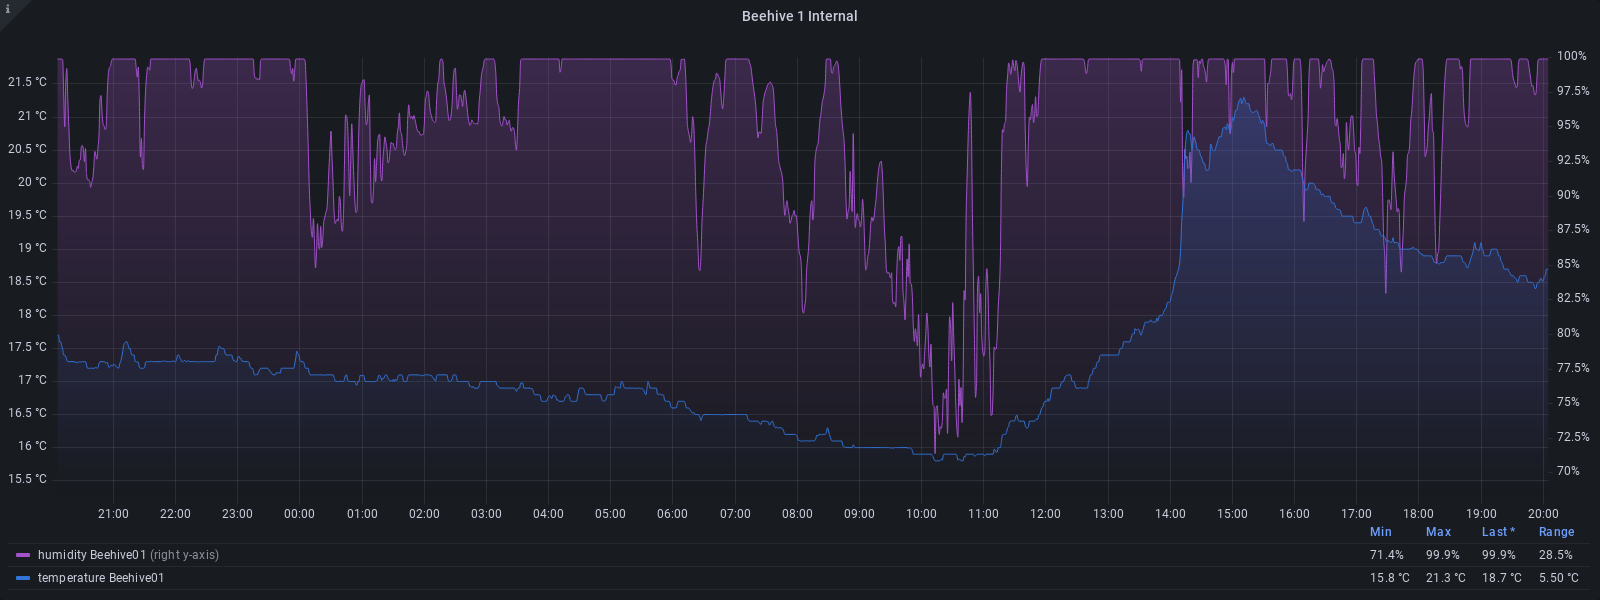 i
Beehive 1 Internal
21.5 °C
21 °C
20.5 °C
20 °C
19.5 °C
19 °C
18.5 °C
18 °C
17.5 °C
17 °C
16.5 °C
16 °C
15.5 °C
100%
97.5%
95%
92.5%
90%
87.5%
85%
82.5%
80%
77.5%
75%
72.5%
70%
21:00 22:00 23:00 00:00 01:00 02:00 03:00 04:00 05:00 06:00 07:00 08:00 09:00 10:00 11:00 12:00 13:00 14:00 15:00 16:00 17:00 18:00 19:00 20:00
Min Max Last * Range
humidity Beehive01 (right y-axis) 71.4% 99.9% 99.9% 28.5%
temperature Beehive01 15.8 °C 21.3 °C 18.7 °C 5.50 °C